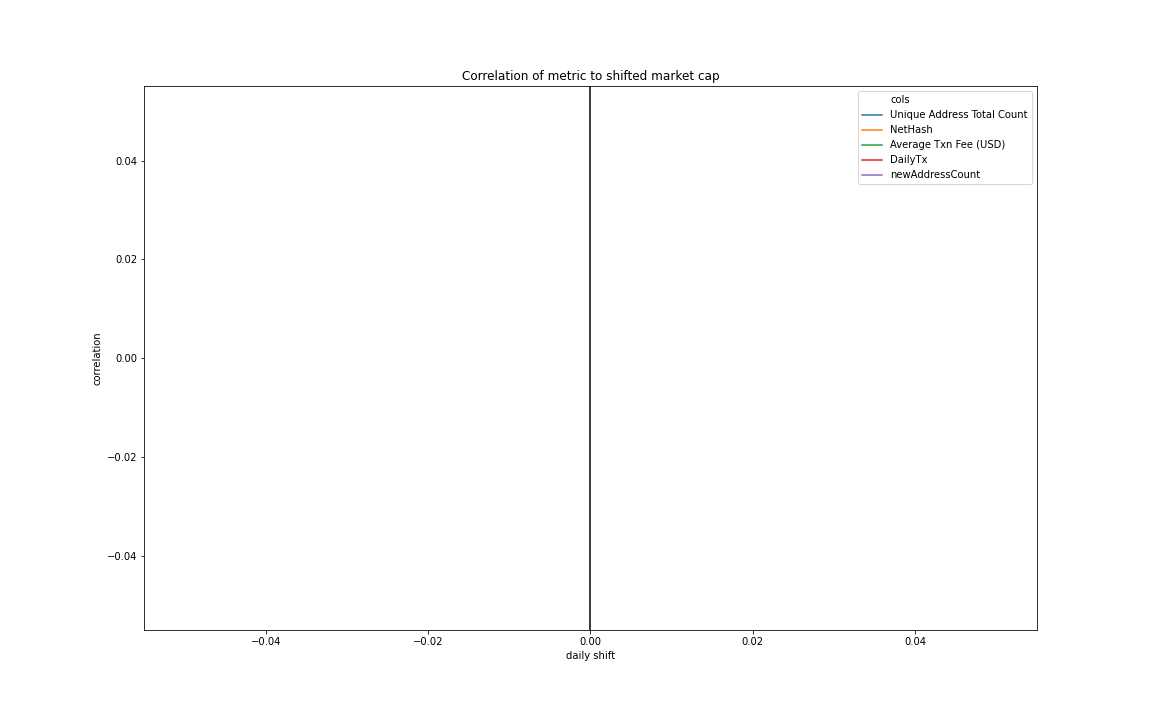 Correlation of metric to shifted market cap
cols
Unique Address Total Count
NetHash
Average Txn Fee (USD)
DailyTx
newAddressCount
0.04
0.02
0.00
−0.02
−0.04
correlation
−0.04
−0.02
0.00
0.02
0.04
daily shift